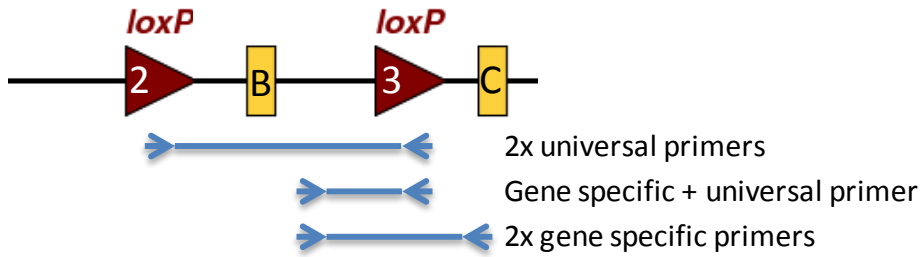 loxP loxP
2 B 3 C
2x universal primers
Gene specific + universal primer
2x gene specific primers